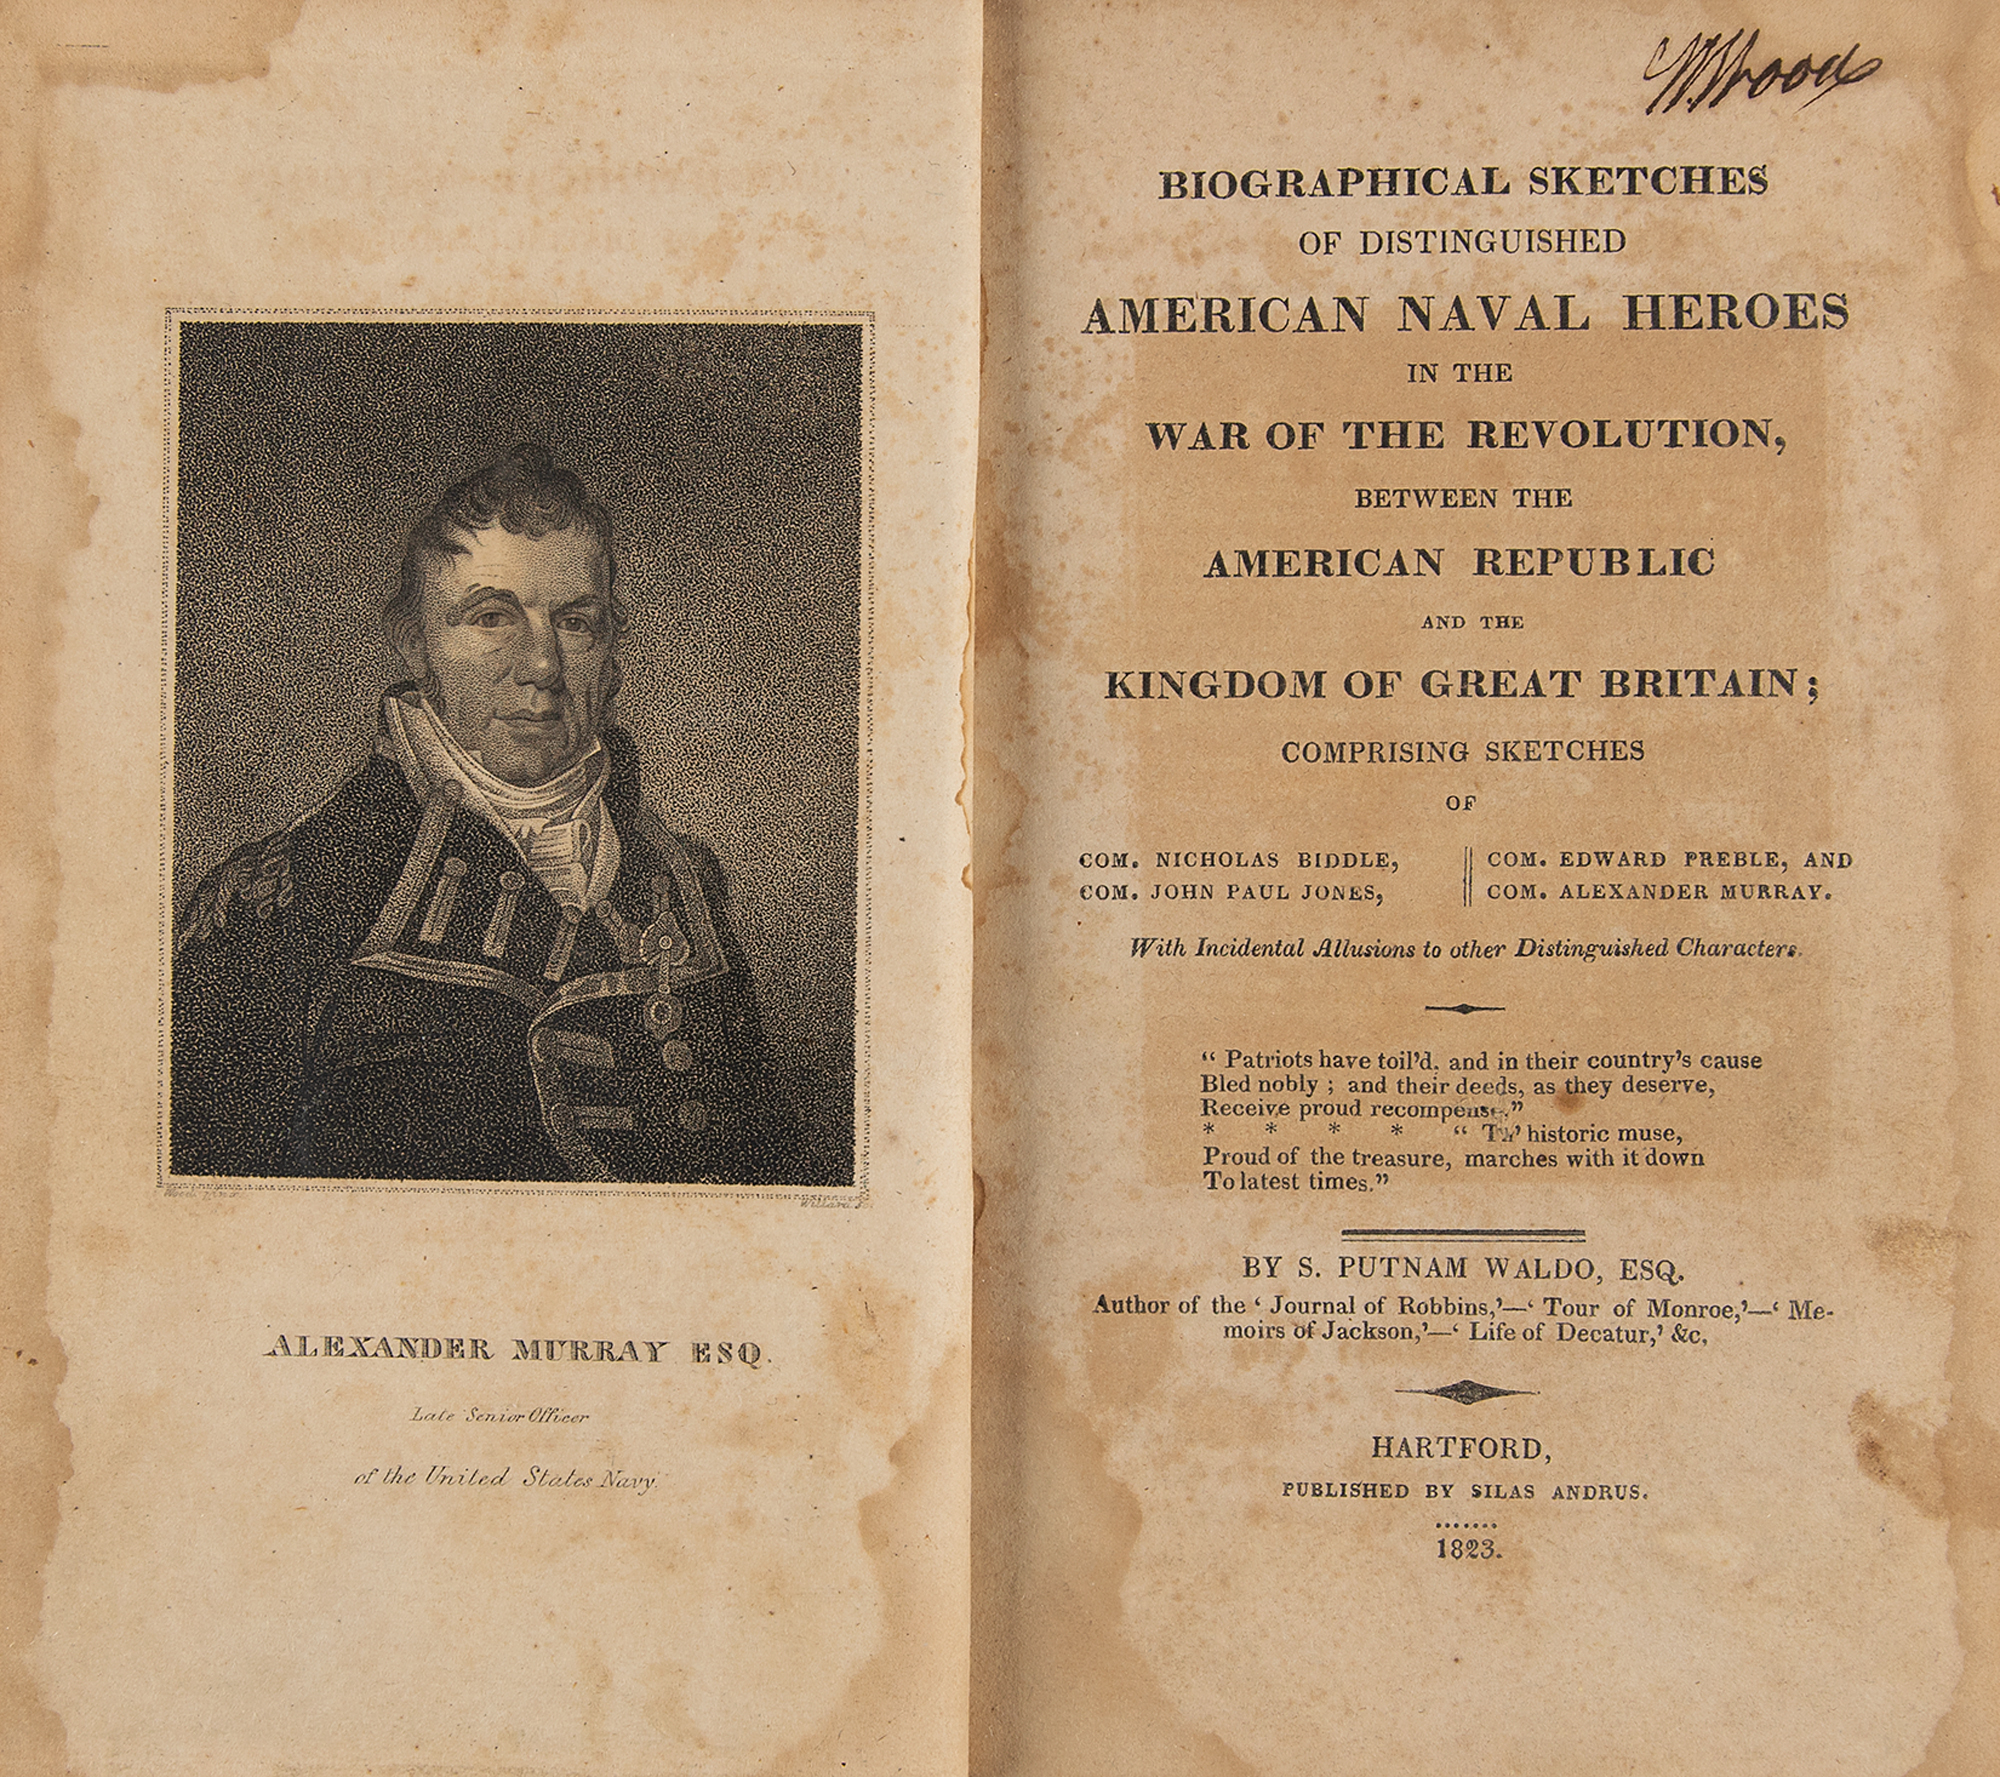 Wood pinx.
Willard Sc.
ALEXANDER MURRAY ESQ.
Late Senior Officer
of the United States Navy.
W. Wood
BIOGRAPHICAL SKETCHES
OF DISTINGUISHED
AMERICAN NAVAL HEROES
IN THE
WAR OF THE REVOLUTION,
BETWEEN THE
AMERICAN REPUBLIC
AND THE
KINGDOM OF GREAT BRITAIN;
COMPRISING SKETCHES
OF
COM. NICHOLAS BIDDLE, COM. EDWARD PREBLE, AND
COM. JOHN PAUL JONES, COM. ALEXANDER MURRAY.
With Incidental Allusions to other Distinguished Characters.
“ Patriots have toil’d, and in their country’s cause
Bled nobly ; and their deeds, as they deserve,
Receive proud recompense.”
* * * * “ Th’ historic muse,
Proud of the treasure, marches with it down
To latest times.”
BY S. PUTNAM WALDO, ESQ.
Author of the ‘ Journal of Robbins,’—‘ Tour of Monroe,’—‘ Me-
moirs of Jackson,’—‘ Life of Decatur,’ &c,
HARTFORD,
PUBLISHED BY SILAS ANDRUS.
.......
1823.